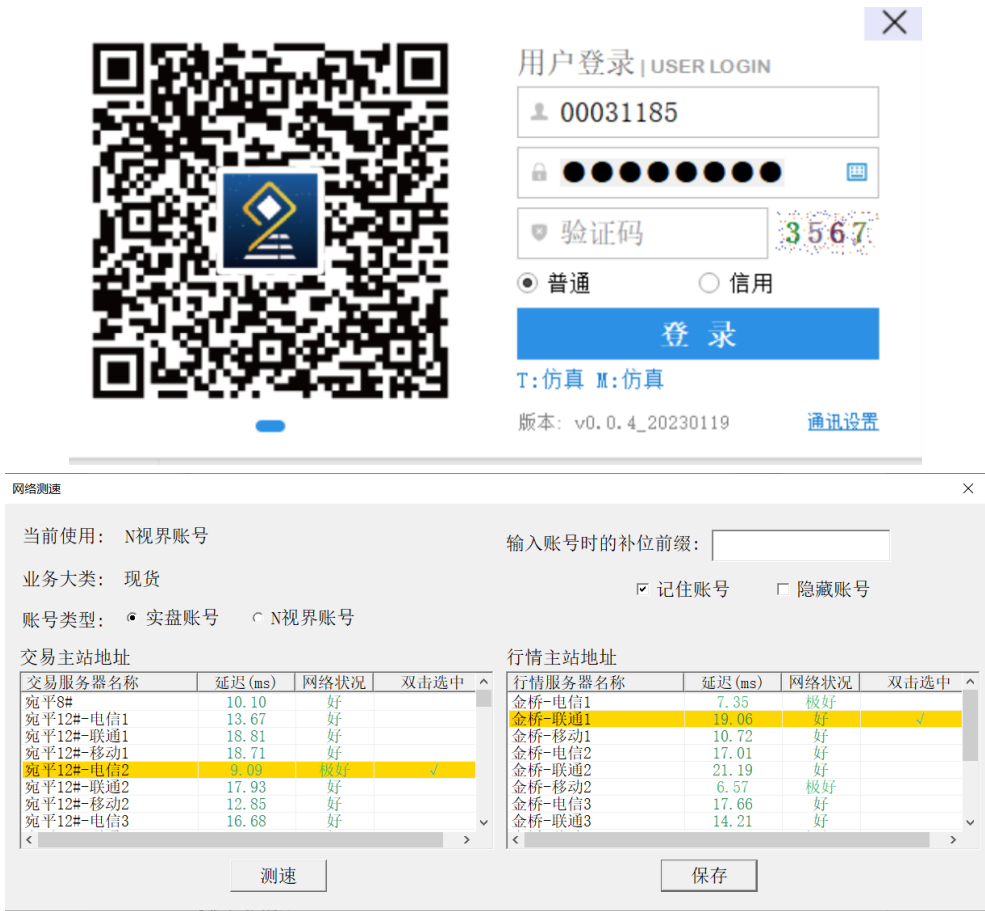 用户登录 | USER LOGIN
00031185
验证码 3567
普通 信用
登 录
T:仿真 M:仿真
版本: v0.0.4_20230119 通讯设置
网络测速
当前使用: N视界账号
输入账号时的补位前缀:
业务大类: 现货
记住账号 隐藏账号
账号类型: 实盘账号 N视界账号
交易主站地址
交易服务器名称 延迟(ms) 网络状况 双击选中
宛平8# 10.10 好
宛平12#-电信1 13.67 好
宛平12#-联通1 18.81 好
宛平12#-移动1 18.71 好
宛平12#-电信2 9.09 极好 √
宛平12#-联通2 17.93 好
宛平12#-移动2 12.85 好
宛平12#-电信3 16.68 好
测速
行情主站地址
行情服务器名称 延迟(ms) 网络状况 双击选中
金桥-电信1 7.35 极好
金桥-联通1 19.06 好 √
金桥-移动1 10.72 好
金桥-电信2 17.01 好
金桥-联通2 21.19 好
金桥-移动2 6.57 极好
金桥-电信3 17.66 好
金桥-联通3 14.21 好
保存